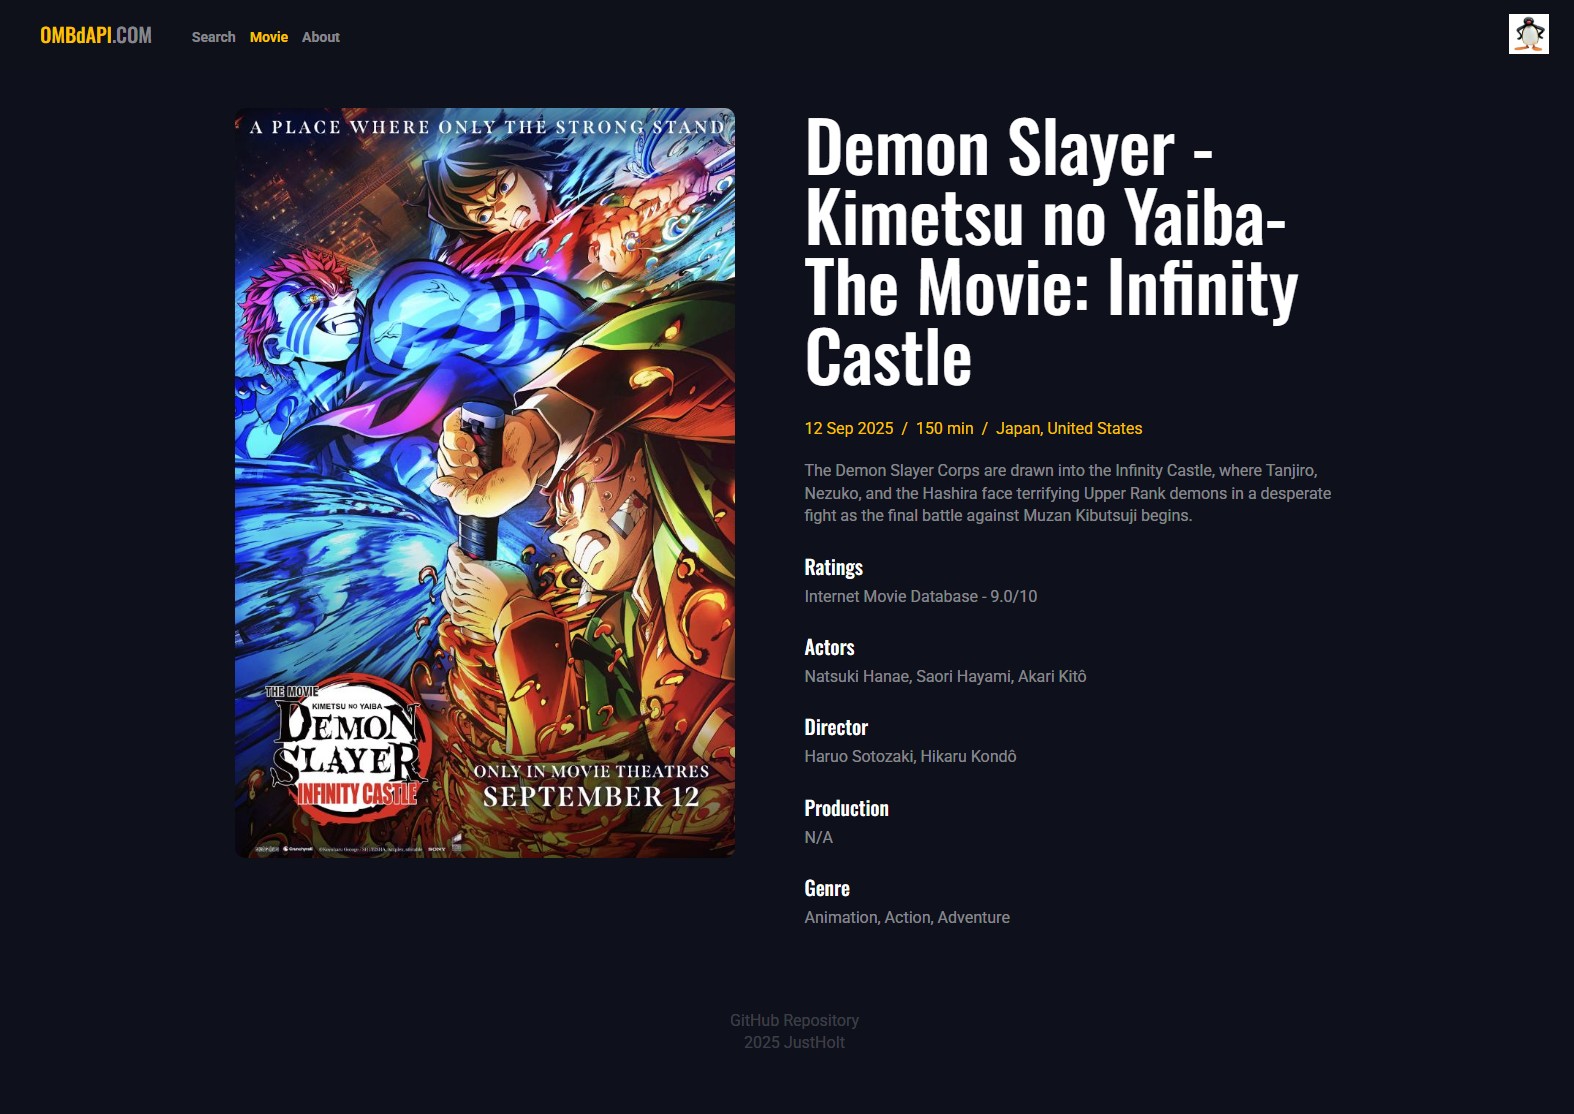 OMBdAPI.COM
Search
Movie
About
A PLACE WHERE ONLY THE STRONG STAND
THE MOVIE
KIMETSU NO YAIBA
DEMON
SLAYER
INFINITY CASTLE
ONLY IN MOVIE THEATRES
SEPTEMBER 12
Crunchyroll
SONY
Demon Slayer -
Kimetsu no Yaiba-
The Movie: Infinity
Castle
12 Sep 2025 / 150 min / Japan, United States
The Demon Slayer Corps are drawn into the Infinity Castle, where Tanjiro,
Nezuko, and the Hashira face terrifying Upper Rank demons in a desperate
fight as the final battle against Muzan Kibutsuji begins.
Ratings
Internet Movie Database - 9.0/10
Actors
Natsuki Hanae, Saori Hayami, Akari Kitô
Director
Haruo Sotozaki, Hikaru Kondô
Production
N/A
Genre
Animation, Action, Adventure
GitHub Repository
2025 JustHolt